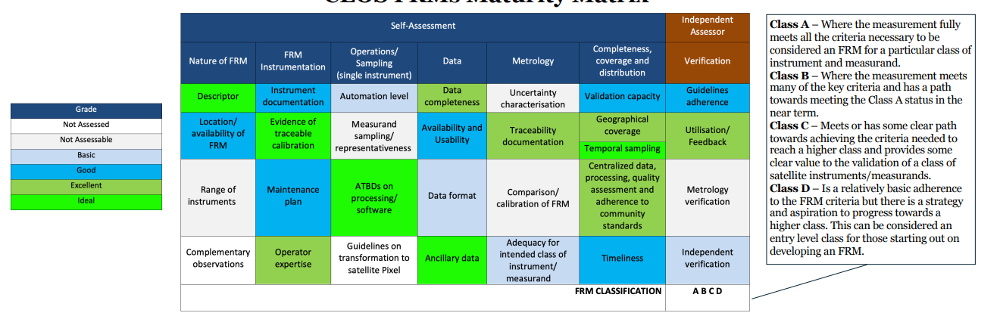 CEOS FRMs Maturity Matrix
Grade
Not Assessed
Not Assessable
Basic
Good
Excellent
Ideal
Self-Assessment
Independent
Assessor
Nature of FRM
FRM
Instrumentation
Operations/
Sampling
(single instrument)
Data
Metrology
Completeness,
coverage and
distribution
Verification
Descriptor
Instrument
documentation
Automation level
Data
completeness
Uncertainty
characterisation
Validation capacity
Guidelines
adherence
Location/
availability of
FRM
Evidence of
traceable
calibration
Measurand
sampling/
representativeness
Availability and
Usability
Traceability
documentation
Geographical
coverage
Temporal sampling
Utilisation/
Feedback
Range of
instruments
Maintenance
plan
ATBDs on
processing/
software
Data format
Comparison/
calibration of FRM
Centralized data,
processing, quality
assessment and
adherence to
community
standards
Metrology
verification
Complementary
observations
Operator
expertise
Guidelines on
transformation to
satellite Pixel
Ancillary data
Adequacy for
intended class of
instrument/
measurand
Timeliness
Independent
verification
FRM CLASSIFICATION
A B C D
Class A – Where the measurement fully
meets all the criteria necessary to be
considered an FRM for a particular class of
instrument and measurand.
Class B – Where the measurement meets
many of the key criteria and has a path
towards meeting the Class A status in the
near term.
Class C – Meets or has some clear path
towards achieving the criteria needed to
reach a higher class and provides some
clear value to the validation of a class of
satellite instruments/measurands.
Class D – Is a relatively basic adherence
to the FRM criteria but there is a strategy
and aspiration to progress towards a
higher class. This can be considered an
entry level class for those starting out on
developing an FRM.